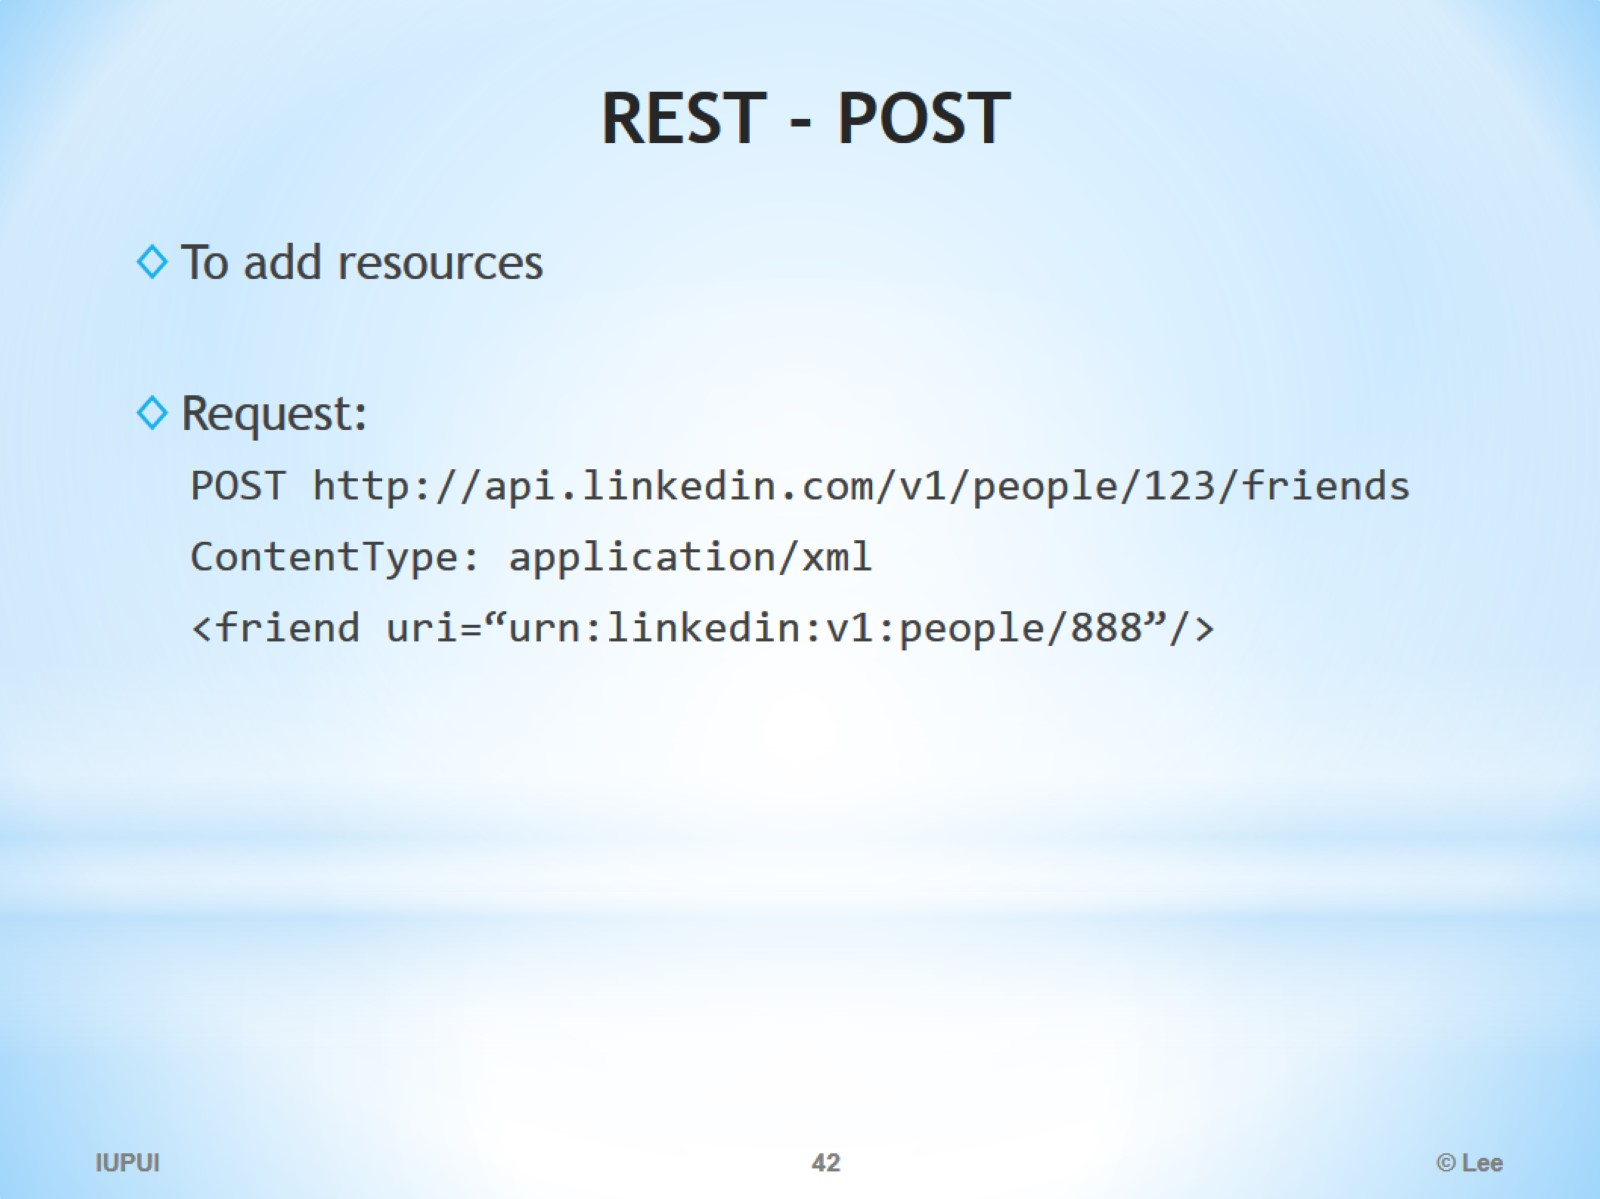 REST - POST
To add resources
Request:
POST http://api.linkedin.com/v1/people/123/friends
ContentType: application/xml
<friend uri=“urn:linkedin:v1:people/888”/>
IUPUI 42 © Lee